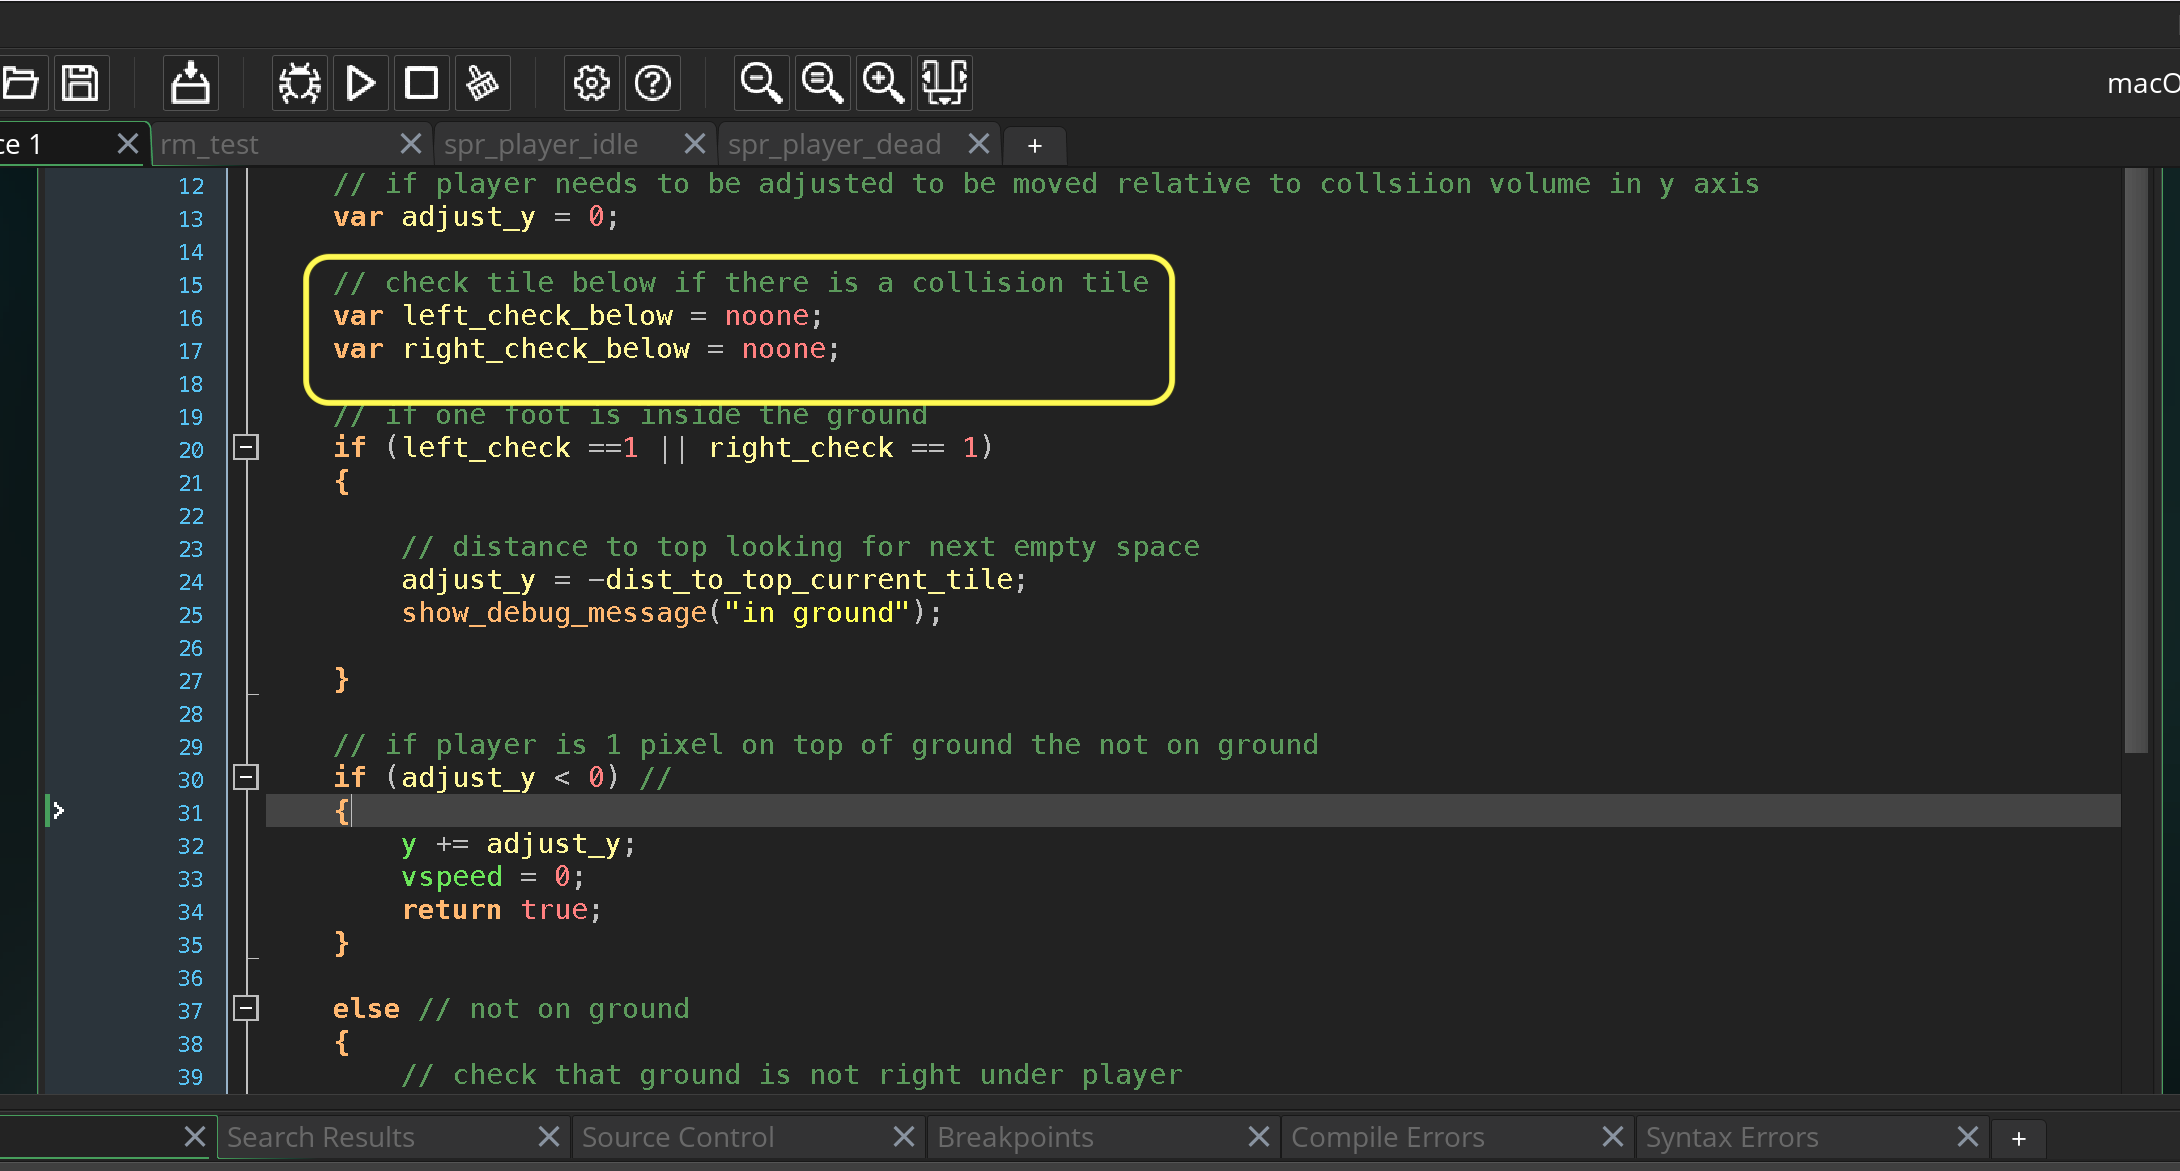 macO
ce 1 rm_test spr_player_idle spr_player_dead +
12 // if player needs to be adjusted to be moved relative to collsiion volume in y axis
13 var adjust_y = 0;
14
15 // check tile below if there is a collision tile
16 var left_check_below = noone;
17 var right_check_below = noone;
18
19 // if one foot is inside the ground
20 if (left_check ==1 || right_check == 1)
21 {
22
23 // distance to top looking for next empty space
24 adjust_y = -dist_to_top_current_tile;
25 show_debug_message("in ground");
26
27 }
28
29 // if player is 1 pixel on top of ground the not on ground
30 if (adjust_y < 0) //
31 {
32 y += adjust_y;
33 vspeed = 0;
34 return true;
35 }
36
37 else // not on ground
38 {
39 // check that ground is not right under player
Search Results Source Control Breakpoints Compile Errors Syntax Errors +